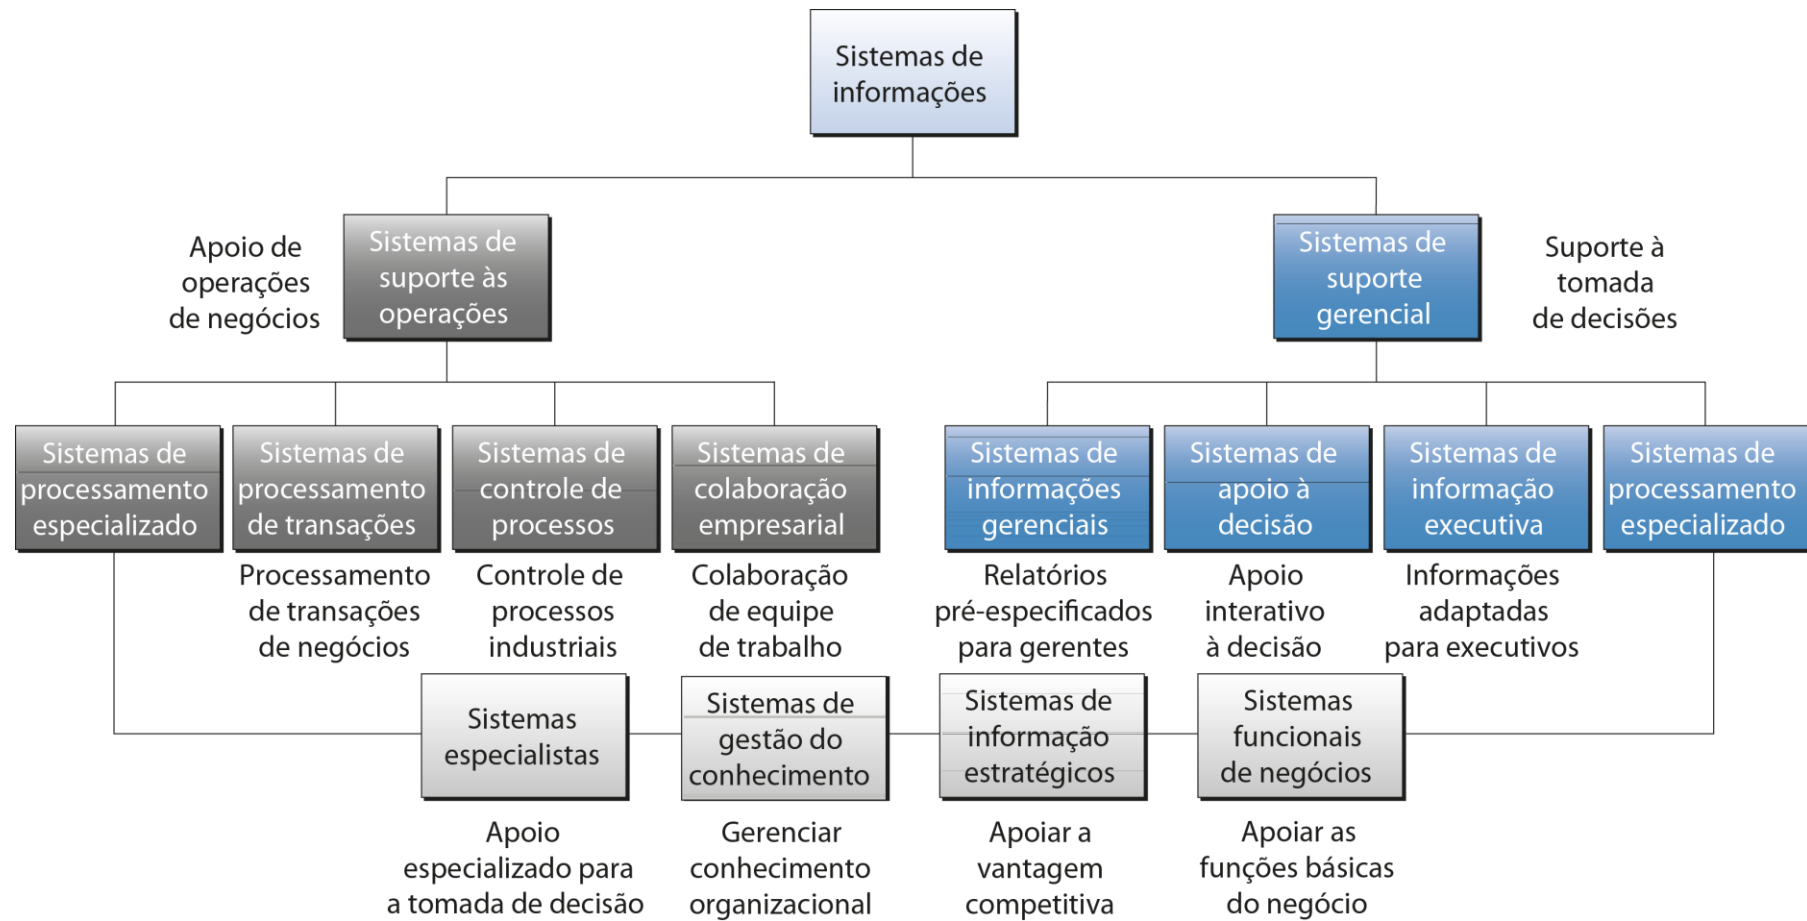 Sistemas de
informações
Apoio de
operações
de negócios
Sistemas de
suporte às
operações
Sistemas de
suporte
gerencial
Suporte à
tomada
de decisões
Sistemas de
processamento
especializado
Sistemas de
processamento
de transações
Sistemas de
controle de
processos
Sistemas de
colaboração
empresarial
Sistemas de
informações
gerenciais
Sistemas de
apoio à
decisão
Sistemas de
informação
executiva
Sistemas de
processamento
especializado
Processamento
de transações
de negócios
Controle de
processos
industriais
Colaboração
de equipe
de trabalho
Relatórios
pré-especificados
para gerentes
Apoio
interativo
à decisão
Informações
adaptadas
para executivos
Sistemas
especialistas
Sistemas de
gestão do
conhecimento
Sistemas de
informação
estratégicos
Sistemas
funcionais
de negócios
Apoio
especializado para
a tomada de decisão
Gerenciar
conhecimento
organizacional
Apoiar a
vantagem
competitiva
Apoiar as
funções básicas
do negócio